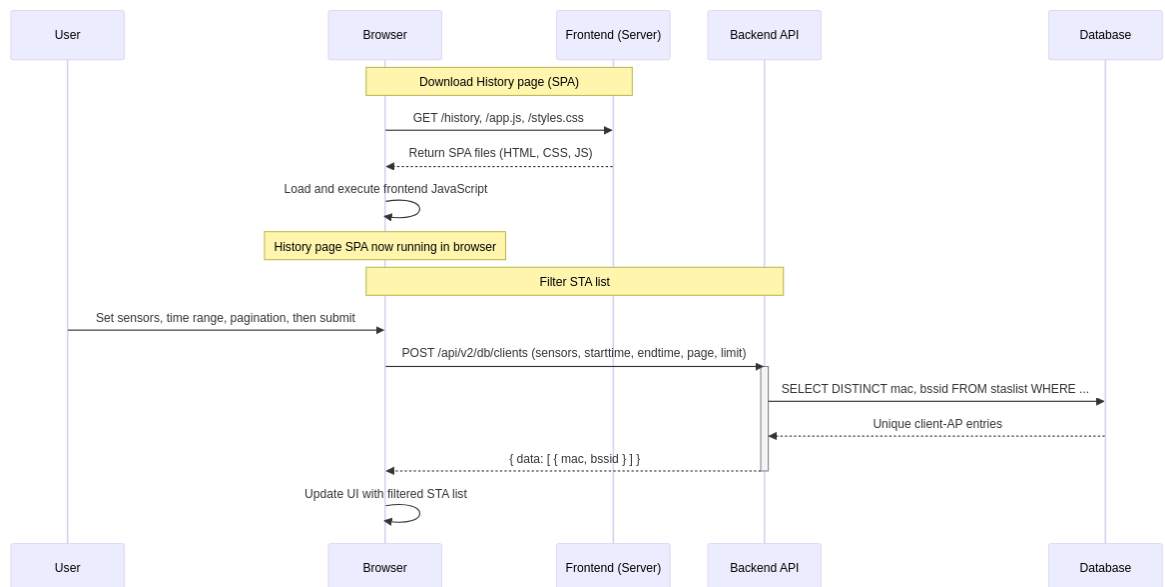 User
Browser
Frontend (Server)
Backend API
Database
Download History page (SPA)
GET /history, /app.js, /styles.css
Return SPA files (HTML, CSS, JS)
Load and execute frontend JavaScript
History page SPA now running in browser
Filter STA list
Set sensors, time range, pagination, then submit
POST /api/v2/db/clients (sensors, starttime, endtime, page, limit)
SELECT DISTINCT mac, bssid FROM staslist WHERE ...
Unique client-AP entries
{ data: [ { mac, bssid } ] }
Update UI with filtered STA list
User
Browser
Frontend (Server)
Backend API
Database